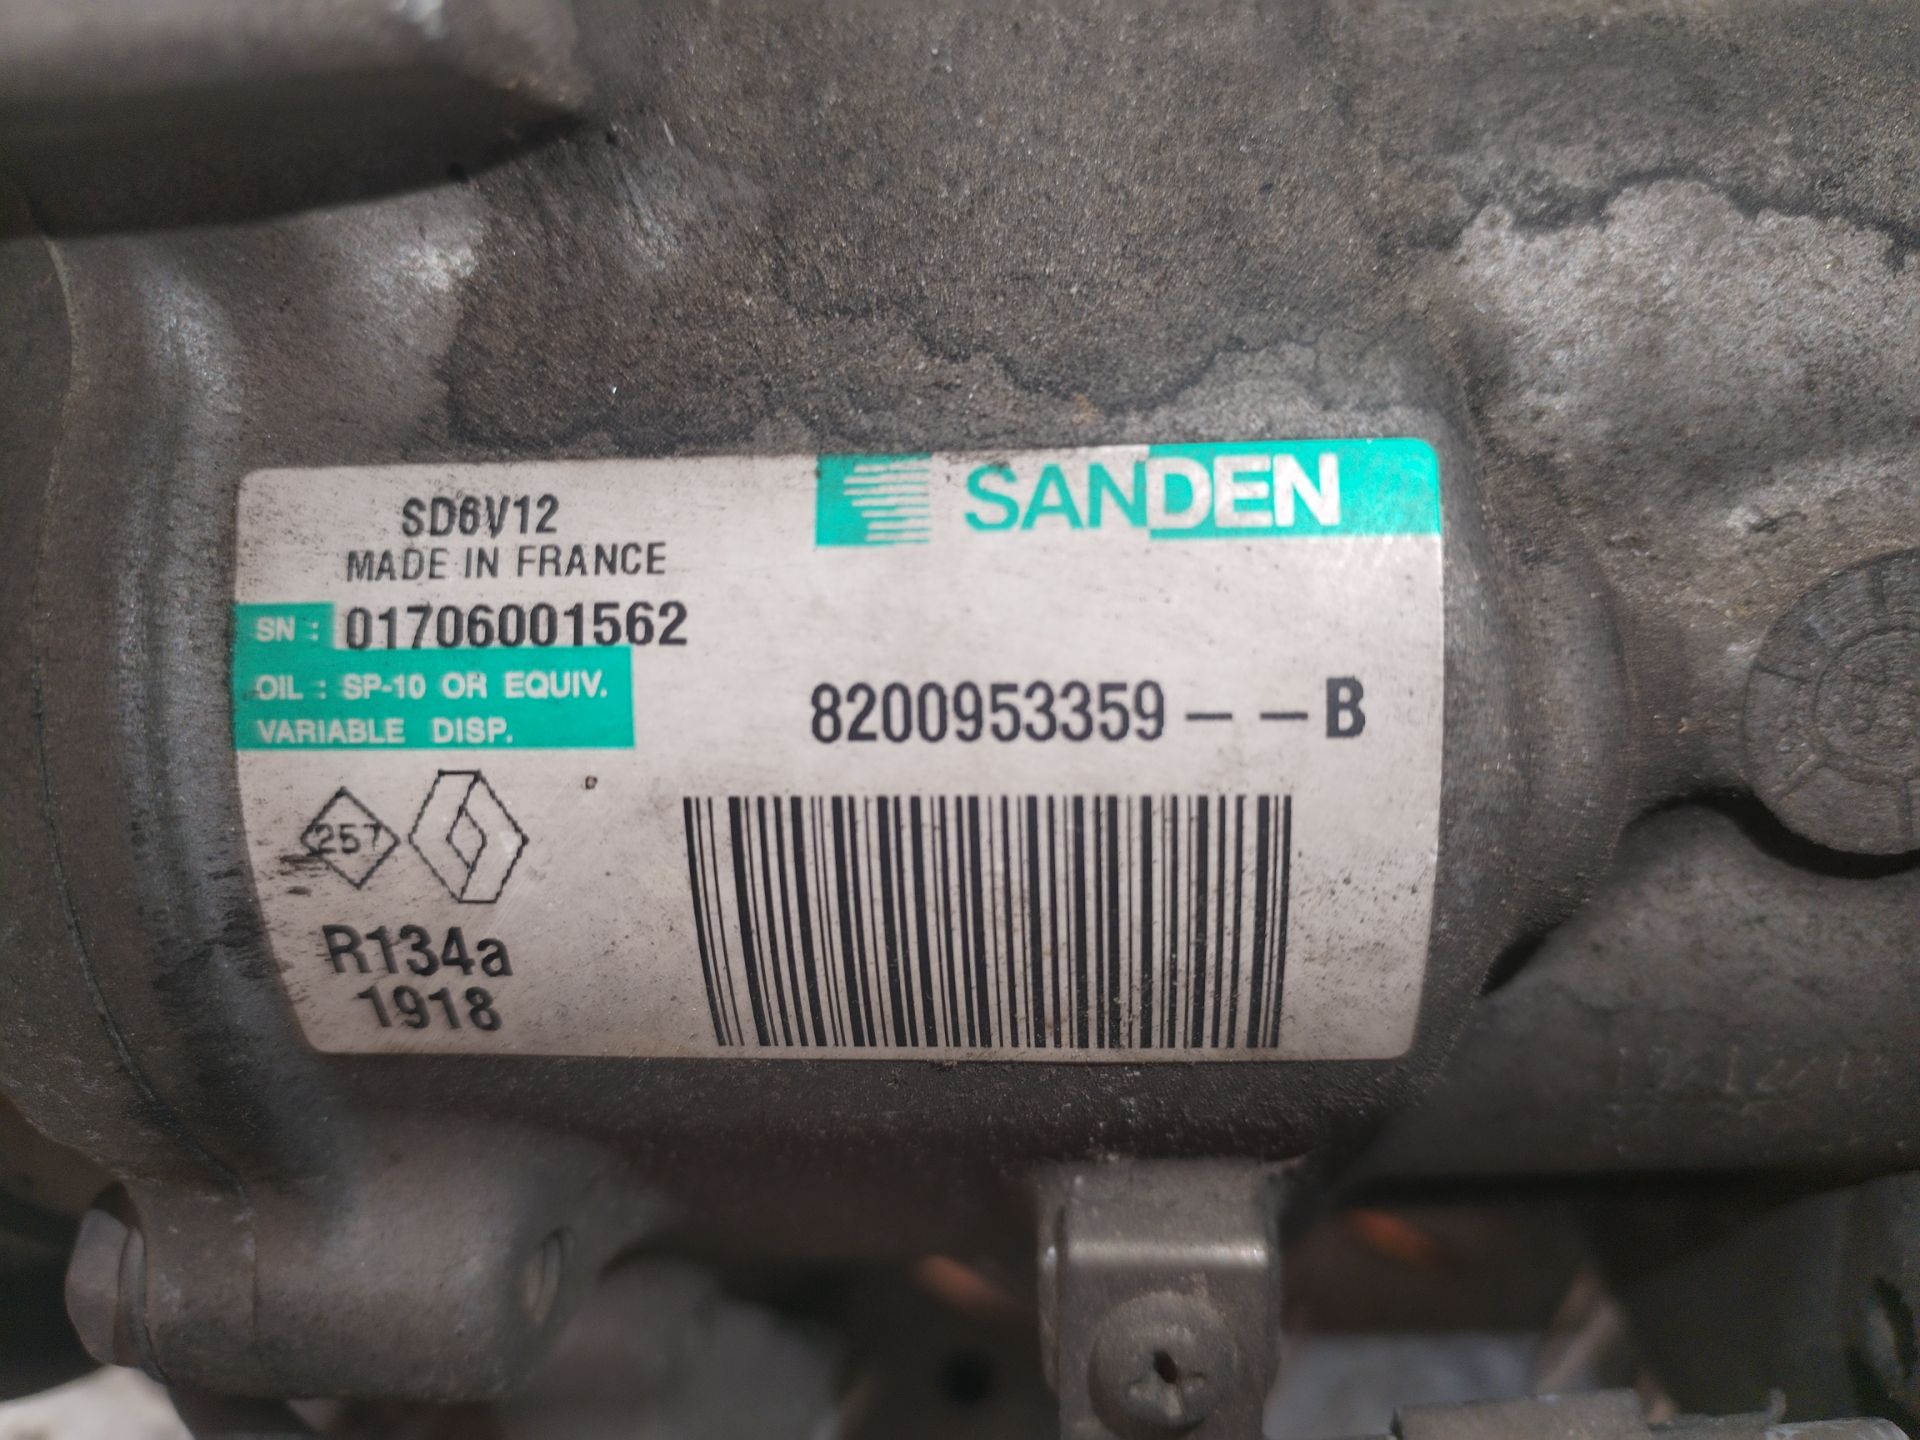 SD6V12
SANDEN
MADE IN FRANCE
SN : 01706001562
OIL : SP-10 OR EQUIV.
VARIABLE DISP.
8200953359 – – B
257
R134a
1918